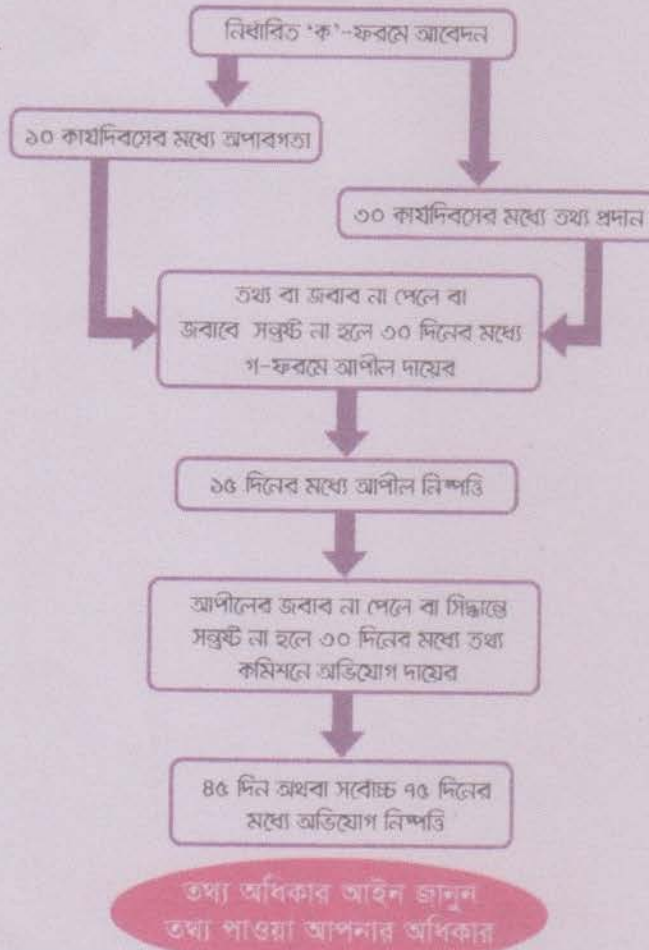 নির্ধারিত ‘ক’-ফরমে আবেদন
১০ কার্যদিবসের মধ্যে অপারগতা
৩০ কার্যদিবসের মধ্যে তথ্য প্রদান
তথ্য বা জবাব না পেলে বা
জবাবে সন্তুষ্ট না হলে ৩০ দিনের মধ্যে
গ-ফরমে আপীল দায়ের
১৫ দিনের মধ্যে আপীল নিষ্পত্তি
আপীলের জবাব না পেলে বা সিদ্ধান্তে
সন্তুষ্ট না হলে ৩০ দিনের মধ্যে তথ্য
কমিশনে অভিযোগ দায়ের
৪৫ দিন অথবা সর্বোচ্চ ৭৫ দিনের
মধ্যে অভিযোগ নিষ্পত্তি
তথ্য অধিকার আইন জানুন
তথ্য পাওয়া আপনার অধিকার